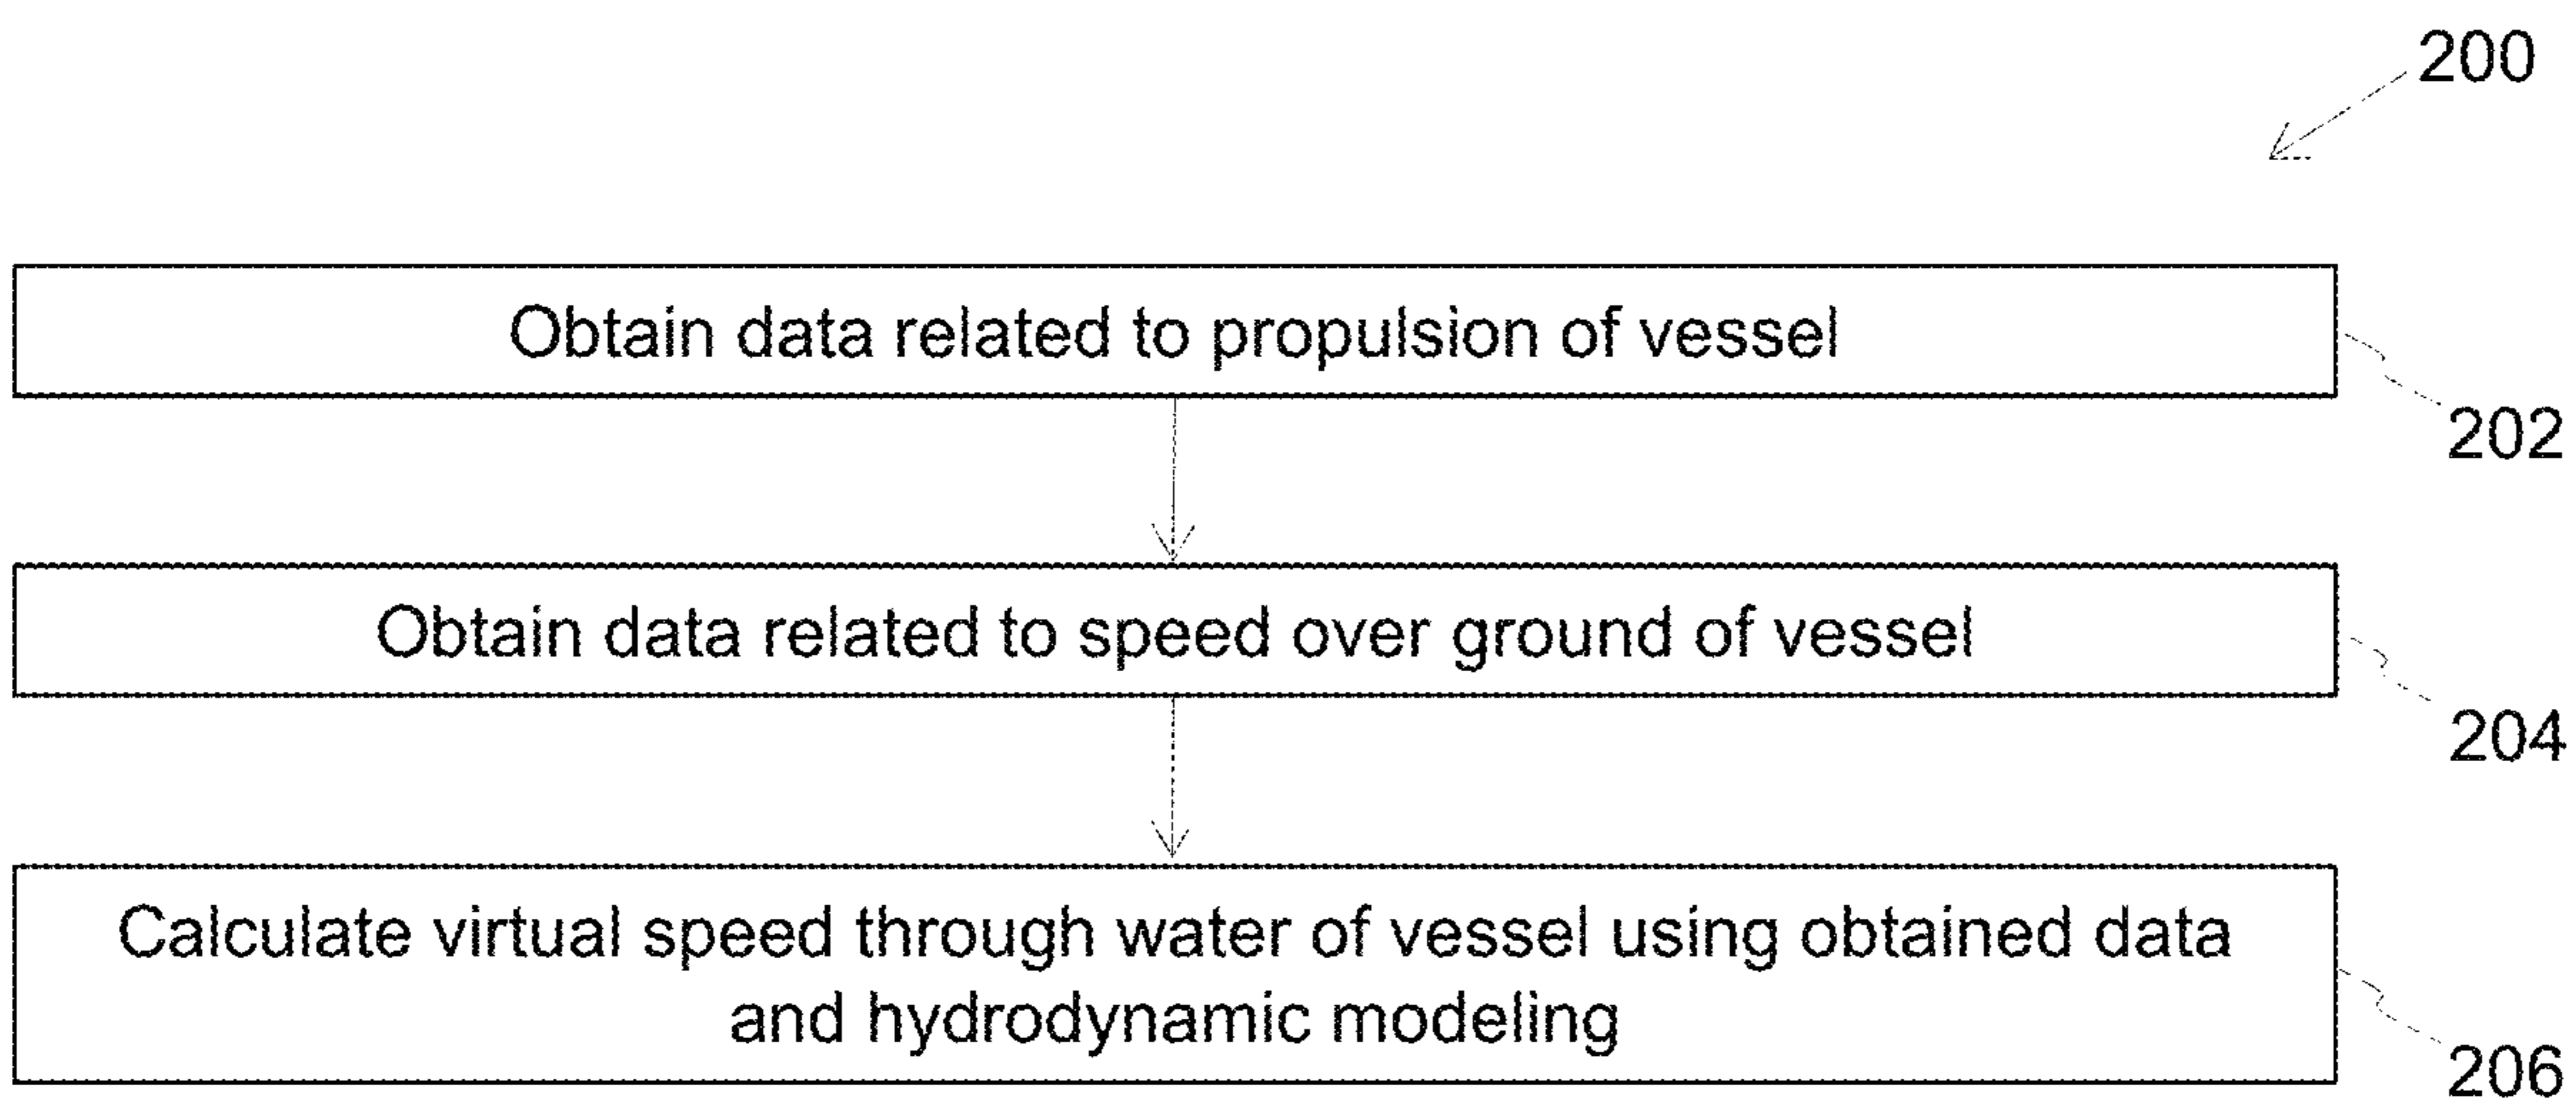 200
Obtain data related to propulsion of vessel
202
Obtain data related to speed over ground of vessel
204
Calculate virtual speed through water of vessel using obtained data
and hydrodynamic modeling
206